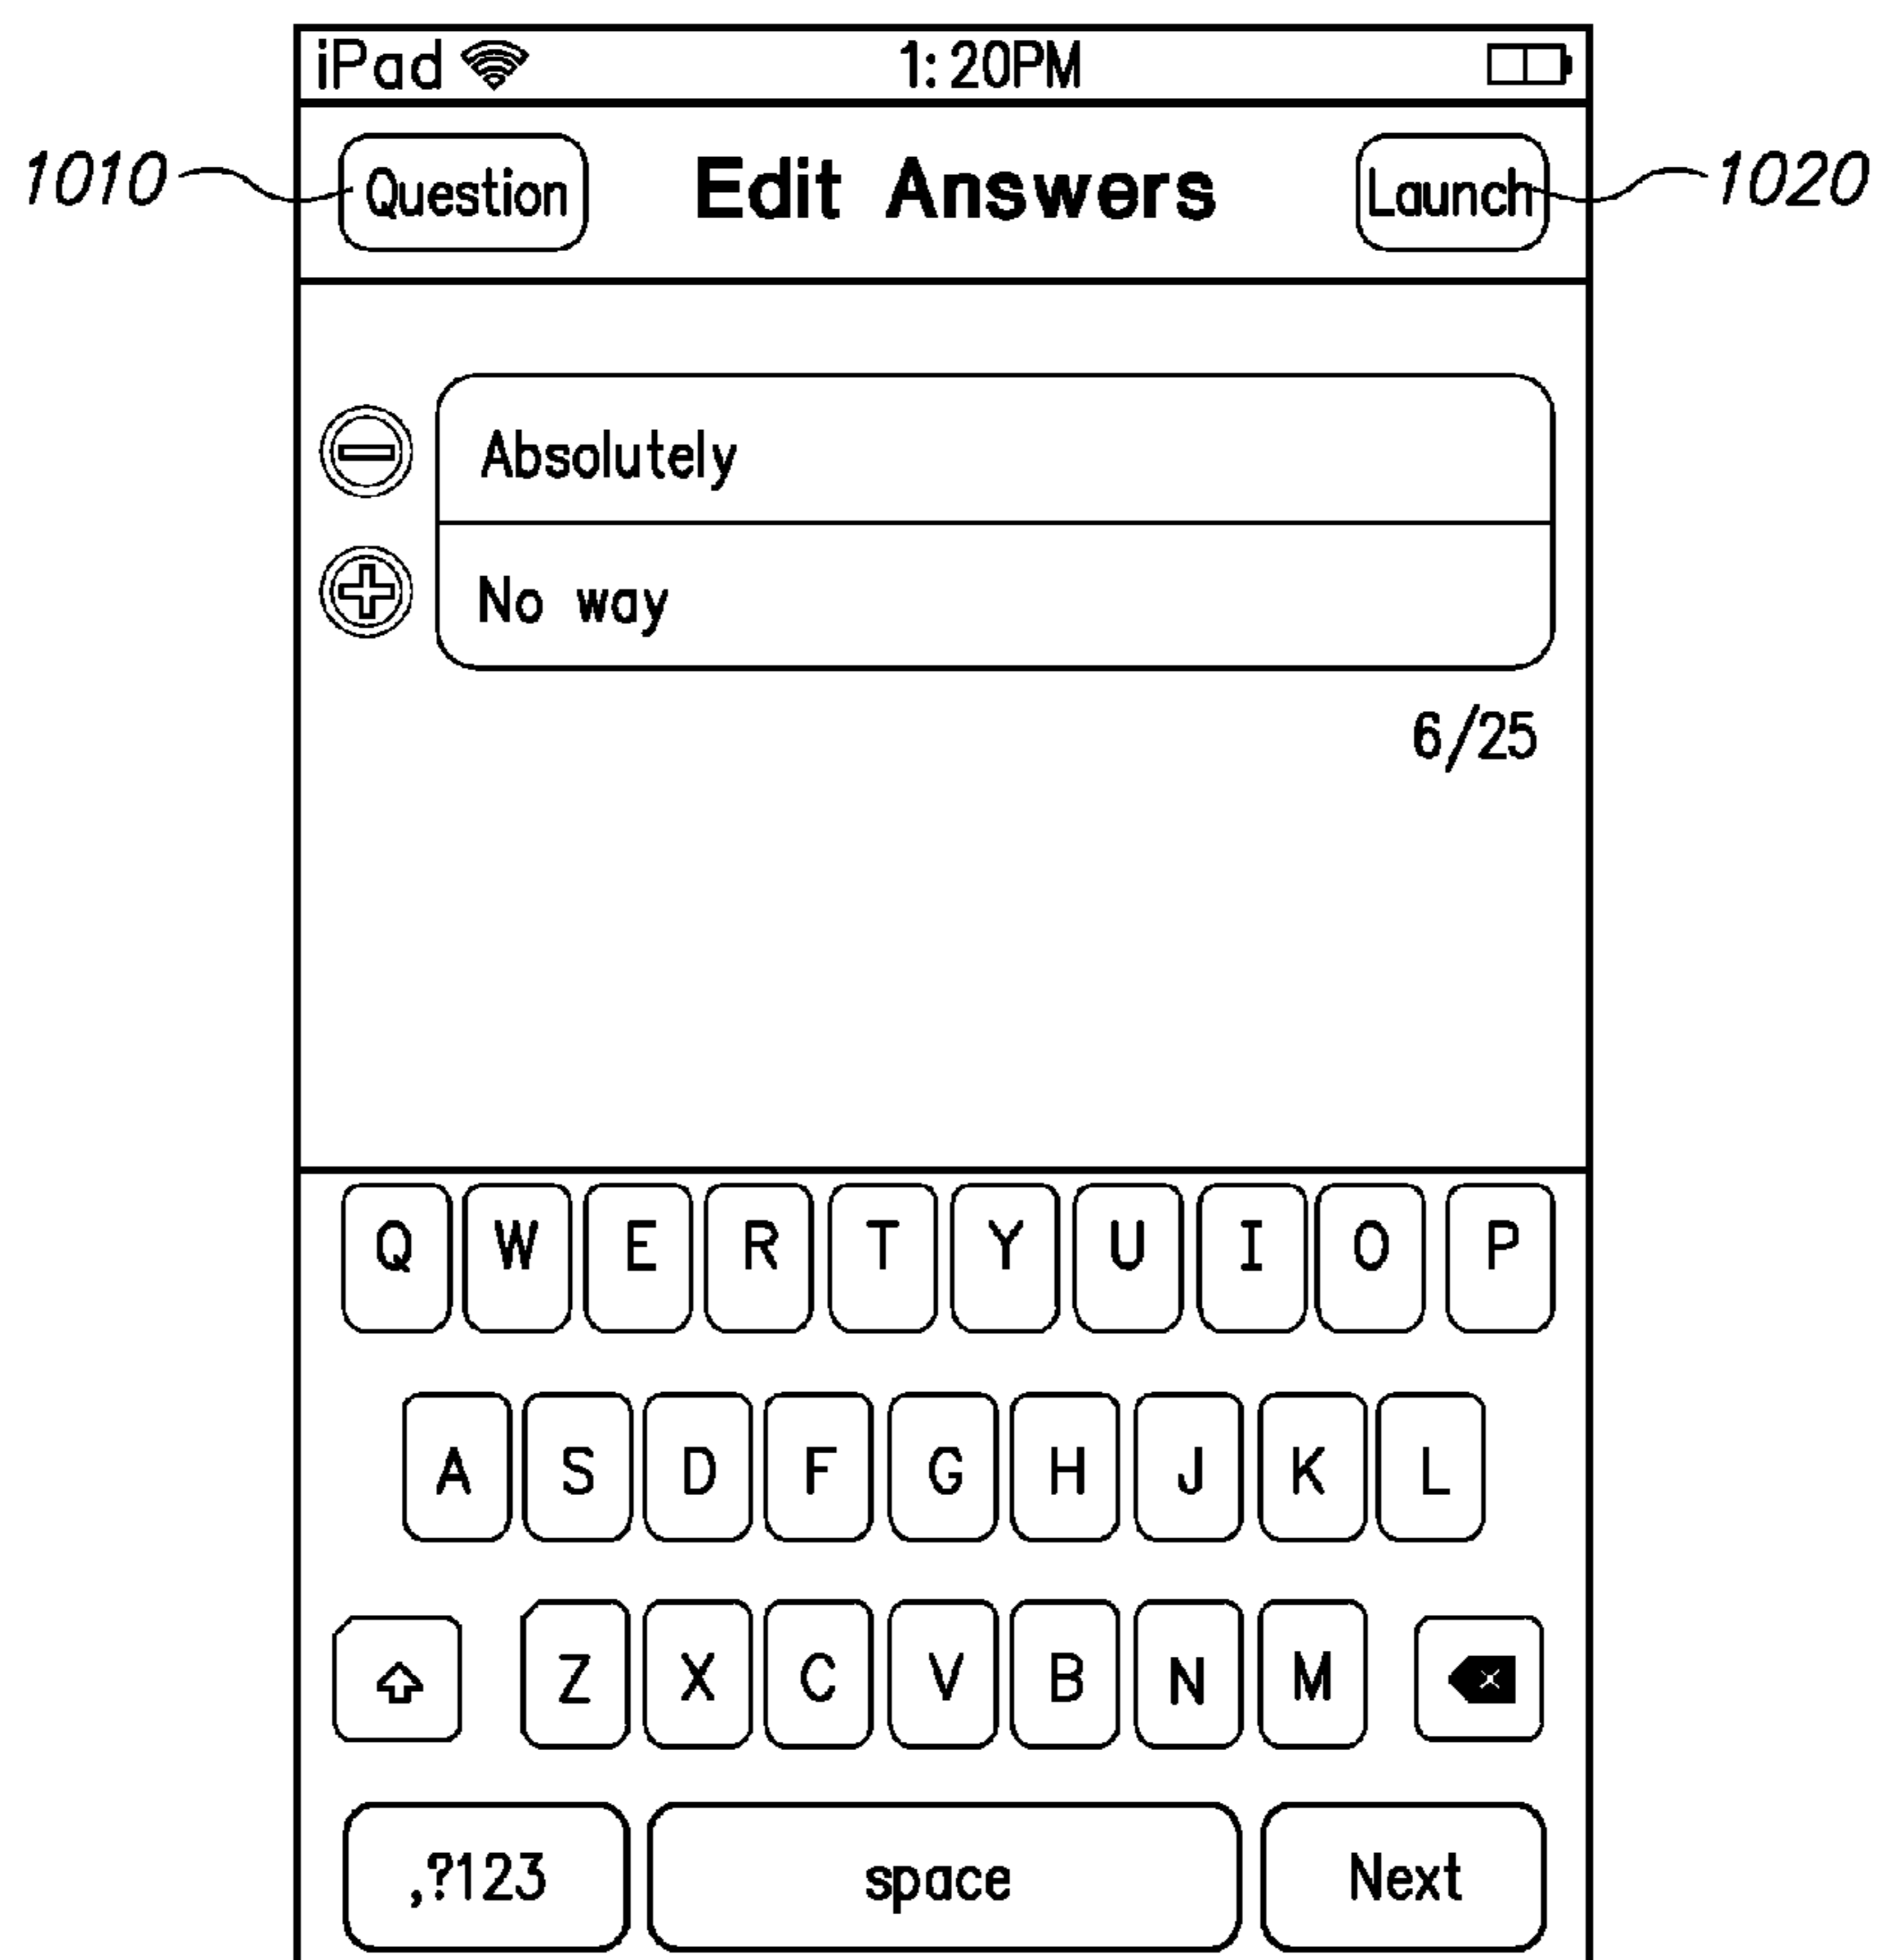 iPad 1:20PM
1010 Question Edit Answers Launch 1020
Absolutely
No way
6/25
Q W E R T Y U I O P
A S D F G H J K L
Z X C V B N M
,?123 space Next